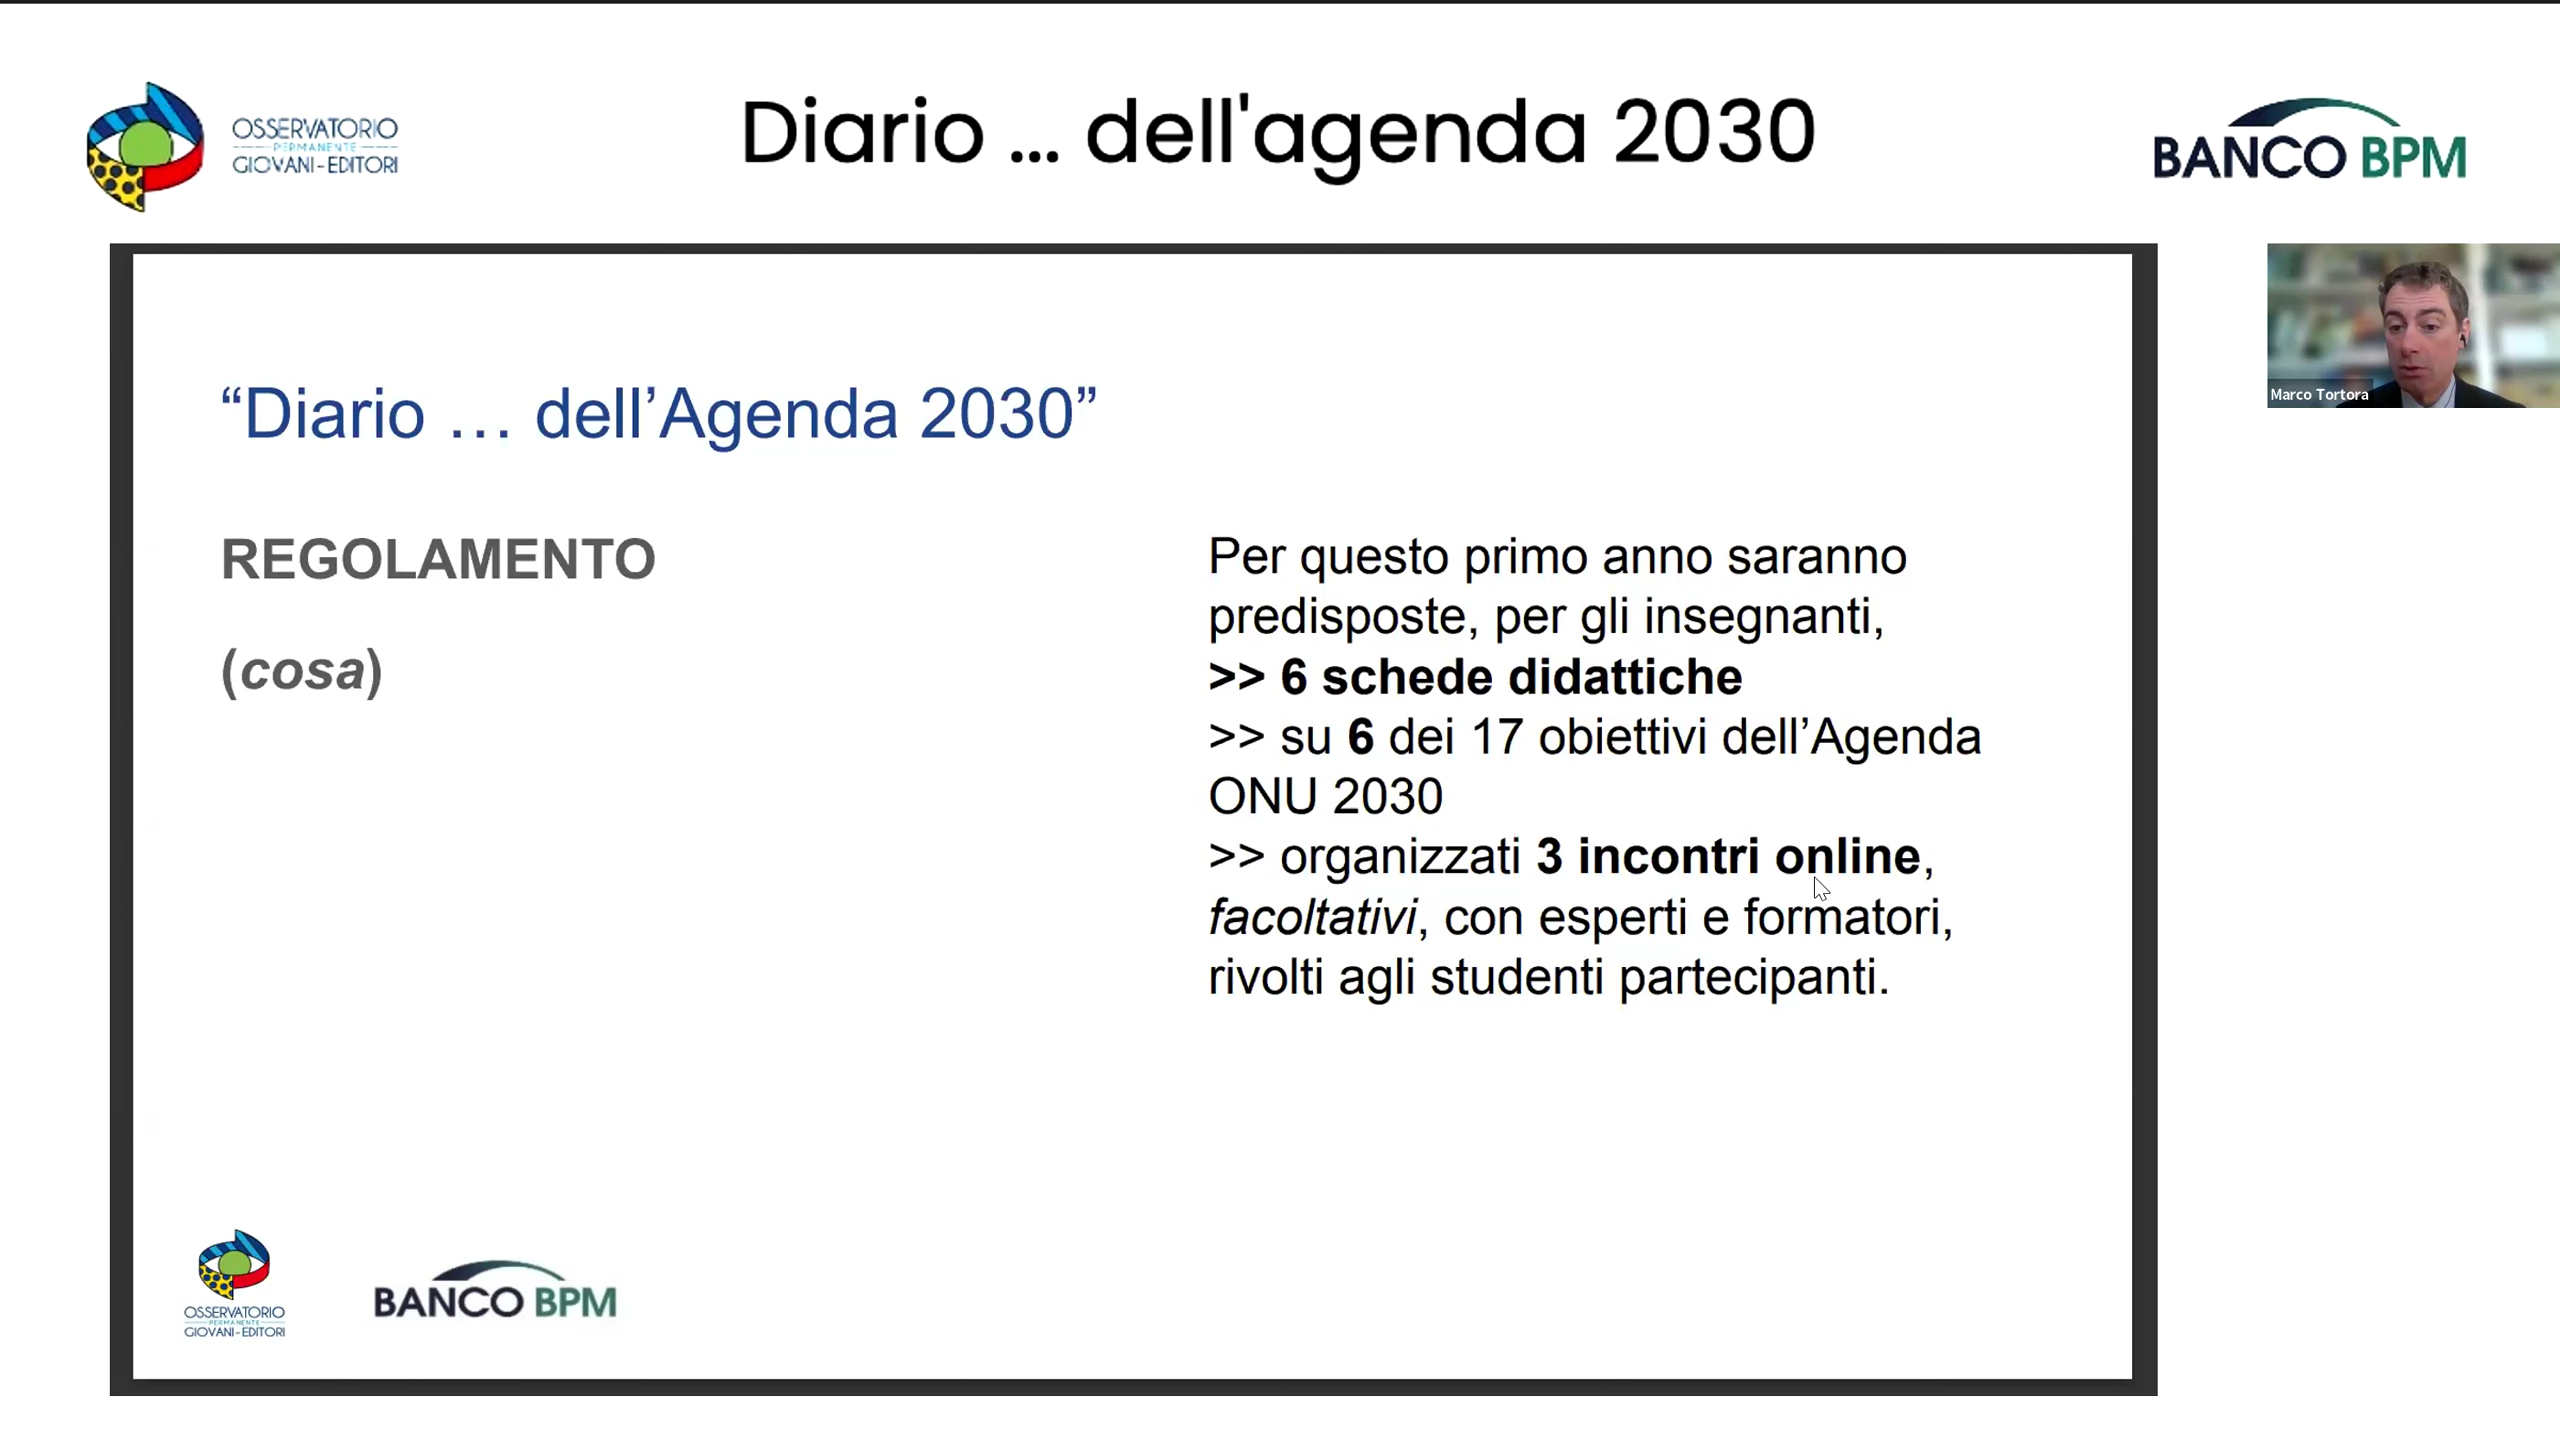 OSSERVATORIO
PERMANENTE
GIOVANI-EDITORI
Diario ... dell'agenda 2030
BANCO BPM
Marco Tortora
“Diario … dell’Agenda 2030”
REGOLAMENTO
(cosa)
Per questo primo anno saranno
predisposte, per gli insegnanti,
>> 6 schede didattiche
>> su 6 dei 17 obiettivi dell’Agenda
ONU 2030
>> organizzati 3 incontri online,
facoltativi, con esperti e formatori,
rivolti agli studenti partecipanti.
OSSERVATORIO
PERMANENTE
GIOVANI-EDITORI
BANCO BPM